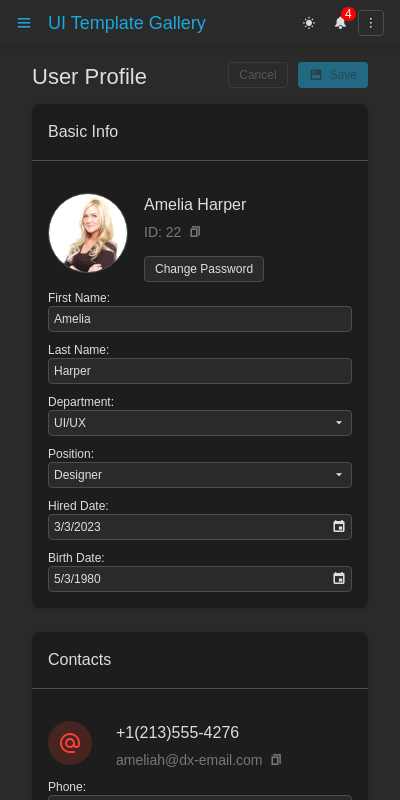 UI Template Gallery
4
User Profile
Cancel
Save
Basic Info
Amelia Harper
ID: 22
Change Password
First Name:
Amelia
Last Name:
Harper
Department:
UI/UX
Position:
Designer
Hired Date:
3/3/2023
Birth Date:
5/3/1980
Contacts
+1(213)555-4276
ameliah@dx-email.com
Phone: